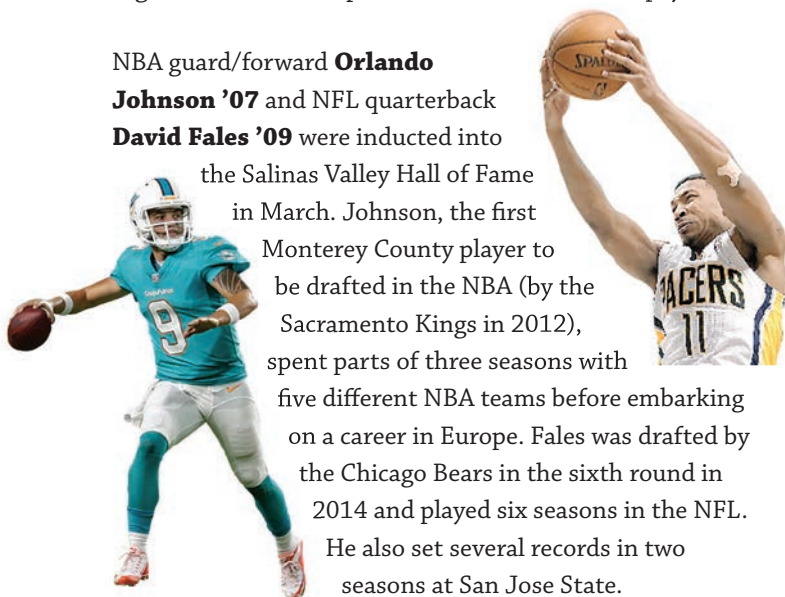 NBA guard/forward Orlando
Johnson ’07 and NFL quarterback
David Fales ’09 were inducted into
the Salinas Valley Hall of Fame
in March. Johnson, the first
Monterey County player to
be drafted in the NBA (by the
Sacramento Kings in 2012),
spent parts of three seasons with
five different NBA teams before embarking
on a career in Europe. Fales was drafted by
the Chicago Bears in the sixth round in
2014 and played six seasons in the NFL.
He also set several records in two
seasons at San Jose State.
9
ACERS
11